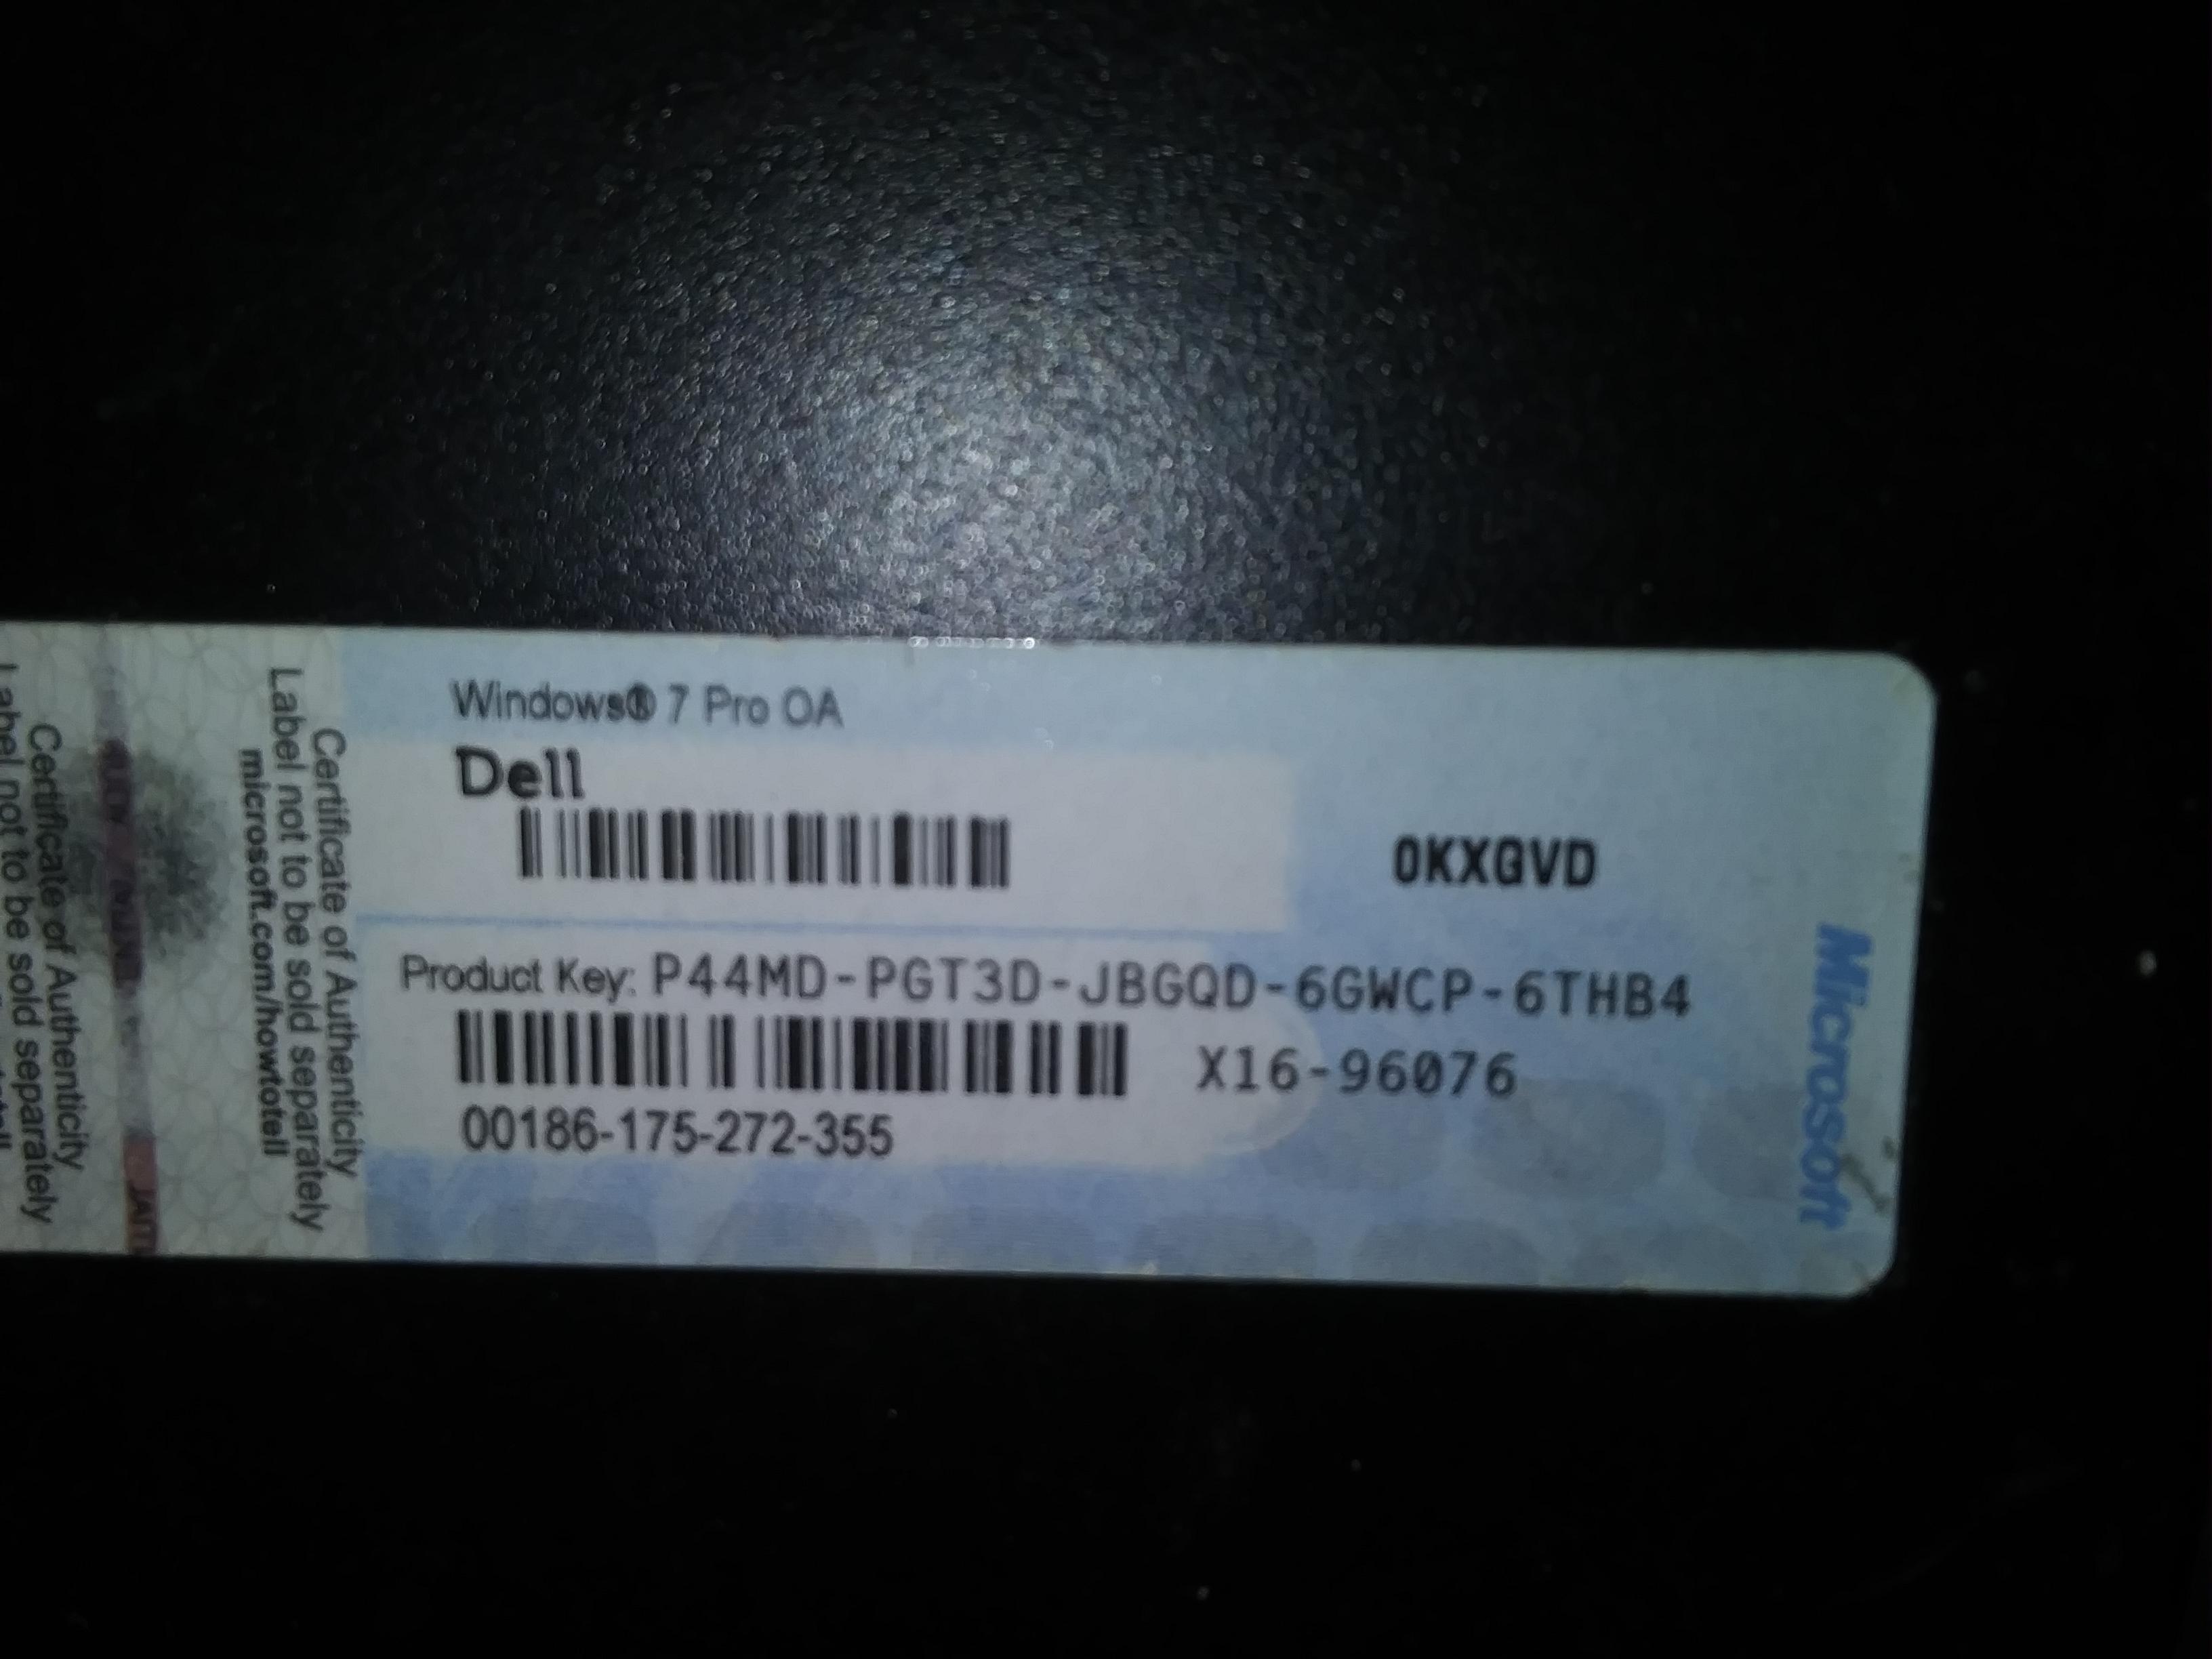 Windows® 7 Pro OA
Dell
0KXGVD
Product Key: P44MD-PGT3D-JBGQD-6GWCP-6THB4
X16-96076
00186-175-272-355
Microsoft
Certificate of Authenticity
Label not to be sold separately
microsoft.com/howtotell
Certificate of Authenticity
Label not to be sold separately